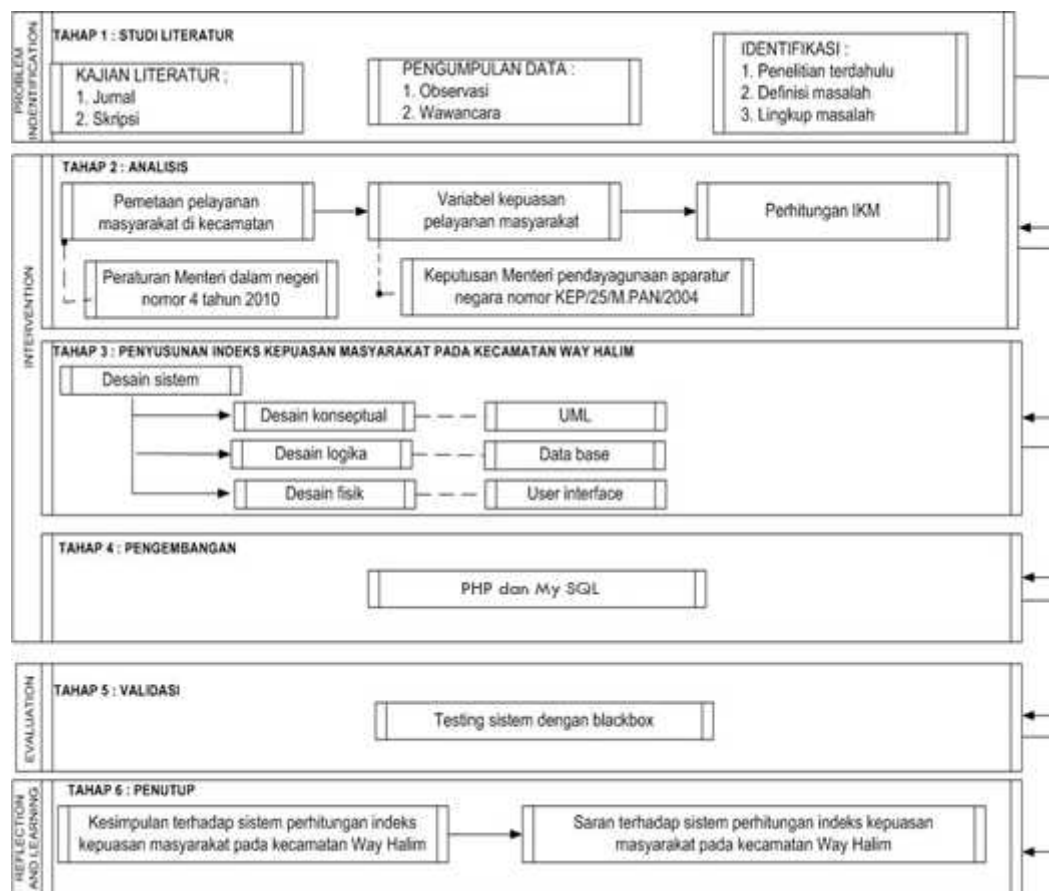 PROBLEM
INDENTIFICATION
TAHAP 1 : STUDI LITERATUR
KAJIAN LITERATUR :
1. Jurnal
2. Skripsi
PENGUMPULAN DATA :
1. Observasi
2. Wawancara
IDENTIFIKASI :
1. Penelitian terdahulu
2. Definisi masalah
3. Lingkup masalah
INTERVENTION
TAHAP 2 : ANALISIS
Pemetaan pelayanan
masyarakat di kecamatan
Variabel kepuasan
pelayanan masyarakat
Perhitungan IKM
Peraturan Menteri dalam negeri
nomor 4 tahun 2010
Keputusan Menteri pendayagunaan aparatur
negara nomor KEP/25/M.PAN/2004
TAHAP 3 : PENYUSUNAN INDEKS KEPUASAN MASYARAKAT PADA KECAMATAN WAY HALIM
Desain sistem
Desain konseptual
UML
Desain logika
Data base
Desain fisik
User interface
TAHAP 4 : PENGEMBANGAN
PHP dan My SQL
EVALUATION
TAHAP 5 : VALIDASI
Testing sistem dengan blackbox
REFLECTION
AND LEARNING
TAHAP 6 : PENUTUP
Kesimpulan terhadap sistem perhitungan indeks
kepuasan masyarakat pada kecamatan Way Halim
Saran terhadap sistem perhitungan indeks kepuasan
masyarakat pada kecamatan Way Halim